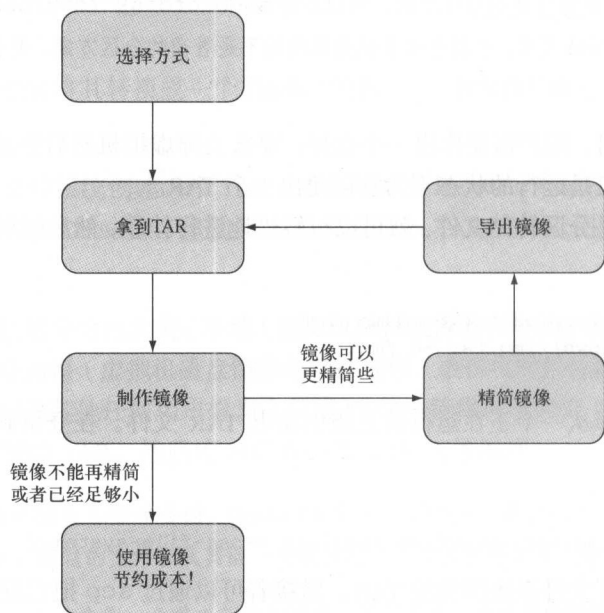 选择方式
拿到TAR
导出镜像
镜像可以
更精简些
制作镜像
精简镜像
镜像不能再精简
或者已经足够小
使用镜像
节约成本!